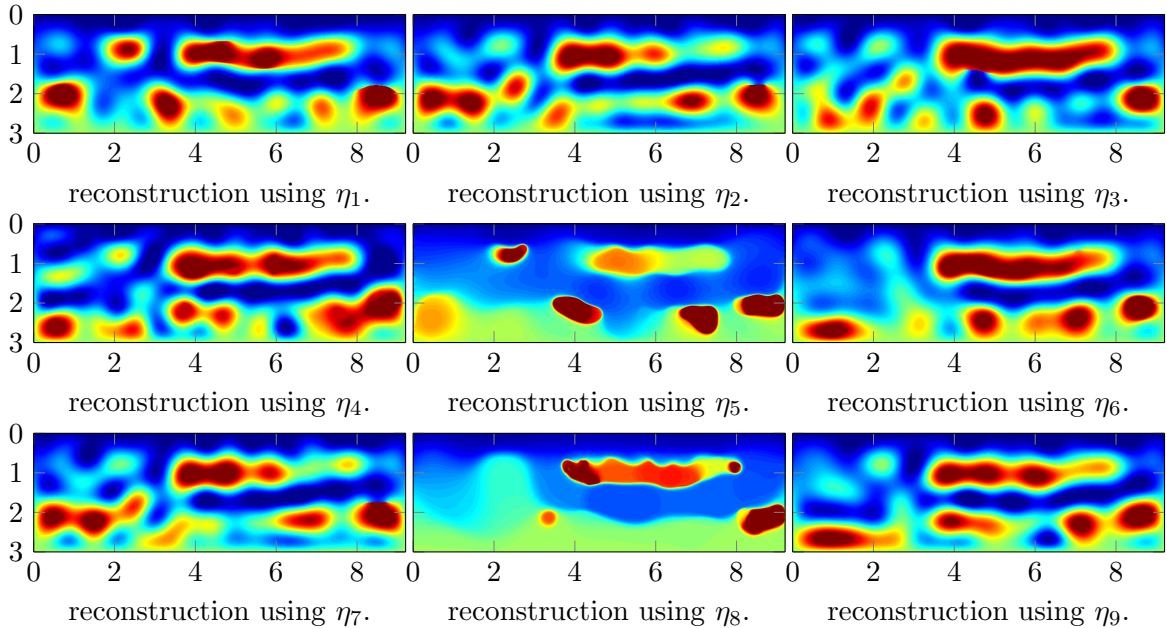 0
1
2
3
0 2 4 6 8 0 2 4 6 8 0 2 4 6 8
reconstruction using η₁. reconstruction using η₂. reconstruction using η₃.
0
1
2
3
0 2 4 6 8 0 2 4 6 8 0 2 4 6 8
reconstruction using η₄. reconstruction using η₅. reconstruction using η₆.
0
1
2
3
0 2 4 6 8 0 2 4 6 8 0 2 4 6 8
reconstruction using η₇. reconstruction using η₈. reconstruction using η₉.